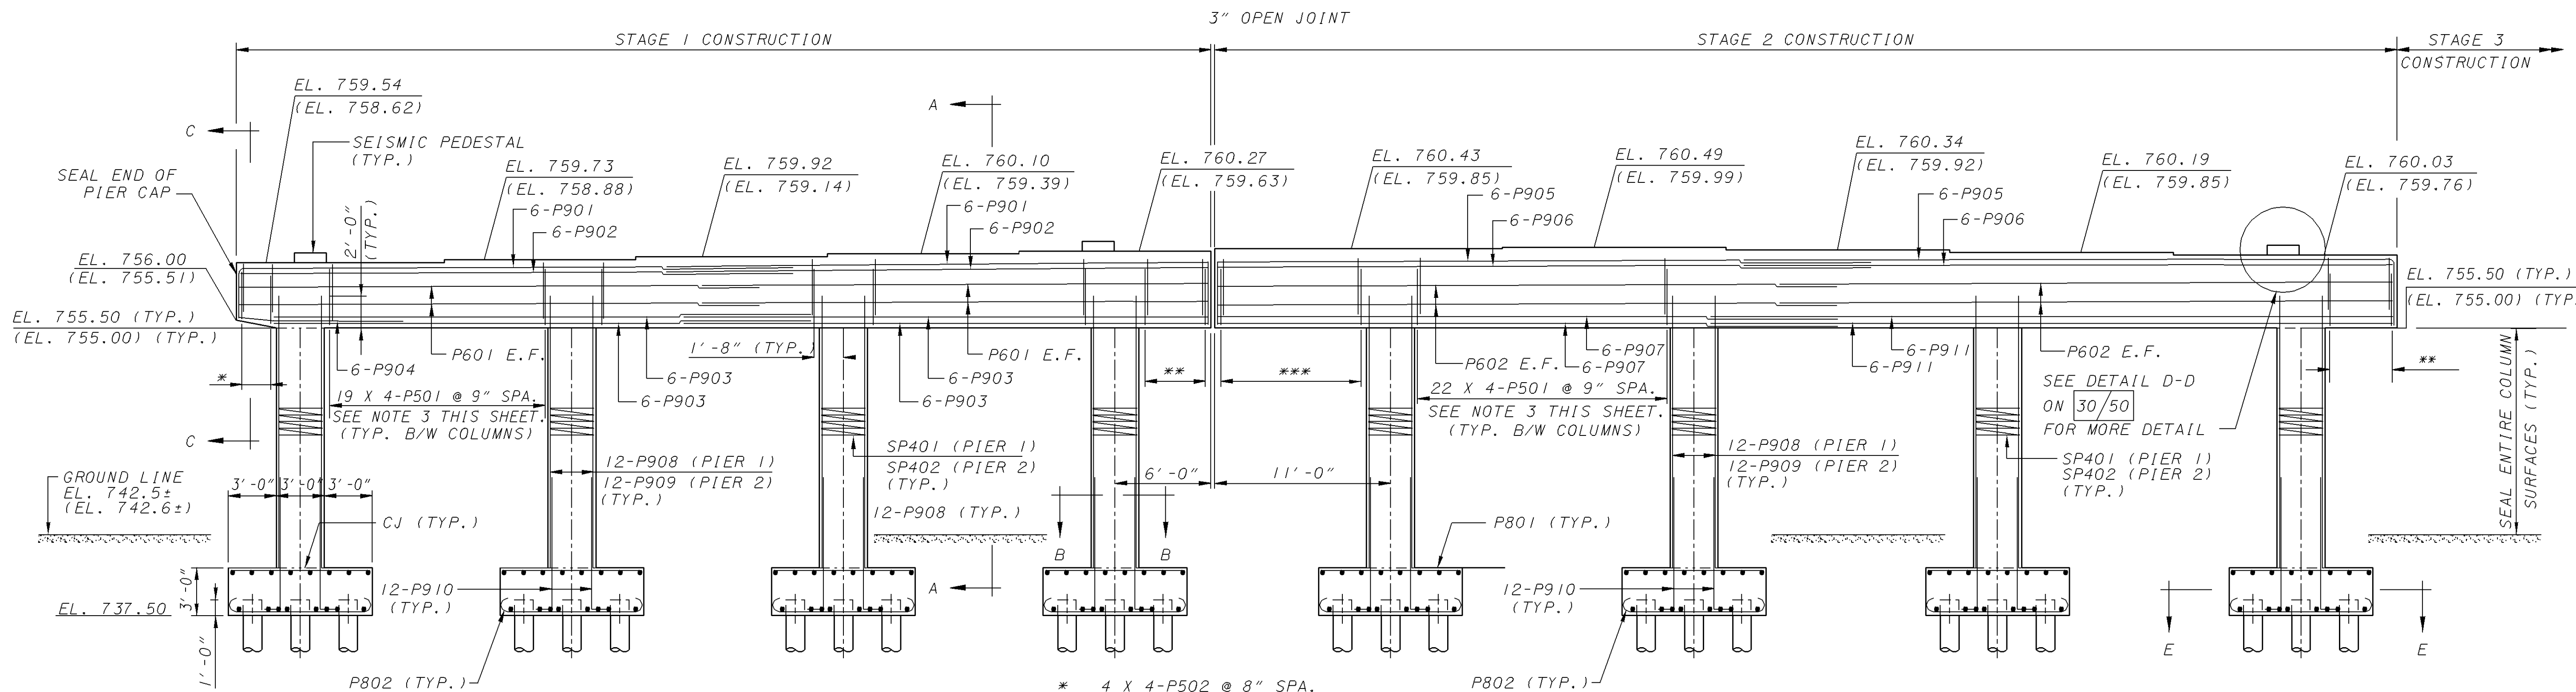 3" OPEN JOINT
STAGE 1 CONSTRUCTION
STAGE 2 CONSTRUCTION
STAGE 3
CONSTRUCTION
EL. 759.54
(EL. 758.62)
A
C
SEISMIC PEDESTAL
(TYP.)
SEAL END OF
PIER CAP
EL. 759.73
(EL. 758.88)
EL. 759.92
(EL. 759.14)
EL. 760.10
(EL. 759.39)
EL. 760.27
(EL. 759.63)
EL. 760.43
(EL. 759.85)
EL. 760.49
(EL. 759.99)
EL. 760.34
(EL. 759.92)
EL. 760.19
(EL. 759.85)
EL. 760.03
(EL. 759.76)
2'-0"
(TYP.)
6-P901
6-P902
6-P901
6-P902
6-P905
6-P906
6-P905
6-P906
EL. 756.00
(EL. 755.51)
EL. 755.50 (TYP.)
(EL. 755.00) (TYP.)
EL. 755.50 (TYP.)
(EL. 755.00) (TYP.
*
6-P904
P601 E.F.
1'-8" (TYP.)
6-P903
6-P903
P601 E.F.
6-P903
6-P903
**
***
P602 E.F.
6-P907
6-P907
6-P911
6-P911
P602 E.F.
**
19 X 4-P501 @ 9" SPA.
SEE NOTE 3 THIS SHEET.
(TYP. B/W COLUMNS)
22 X 4-P501 @ 9" SPA.
SEE NOTE 3 THIS SHEET.
(TYP. B/W COLUMNS)
SEE DETAIL D-D
ON 30/50
FOR MORE DETAIL
SEAL ENTIRE COLUMN
SURFACES (TYP.)
C
GROUND LINE
EL. 742.5±
(EL. 742.6±)
3'-0"
3'-0"
3'-0"
12-P908 (PIER 1)
12-P909 (PIER 2)
(TYP.)
SP401 (PIER 1)
SP402 (PIER 2)
(TYP.)
6'-0"
11'-0"
12-P908 (PIER 1)
12-P909 (PIER 2)
(TYP.)
SP401 (PIER 1)
SP402 (PIER 2)
(TYP.)
CJ (TYP.)
12-P908 (TYP.)
B
B
P801 (TYP.)
EL. 737.50
3'-0"
1'-0"
12-P910
(TYP.)
A
12-P910
(TYP.)
E
E
P802 (TYP.)
* 4 X 4-P502 @ 8" SPA.
P802 (TYP.)